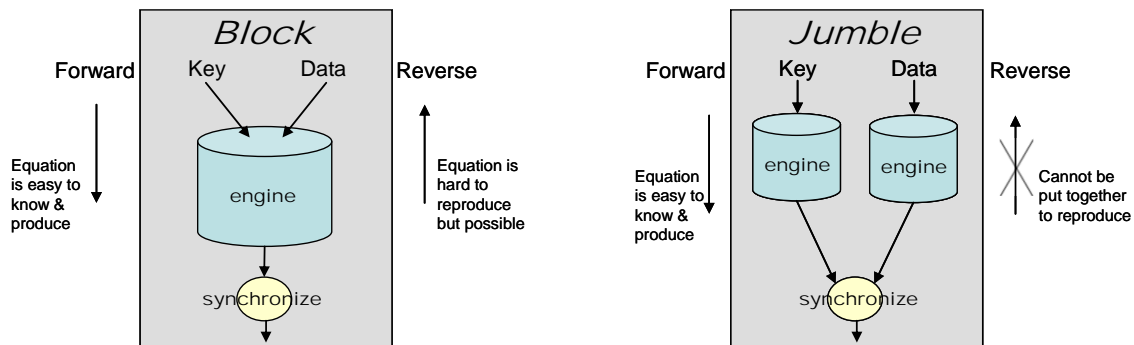 Block
Forward
Key
Data
Reverse
Equation
is easy to
know &
produce
engine
Equation is
hard to
reproduce
but possible
synchronize
Jumble
Forward
Key
Data
Reverse
Equation
is easy to
know &
produce
engine
engine
Cannot be
put together
to reproduce
synchronize